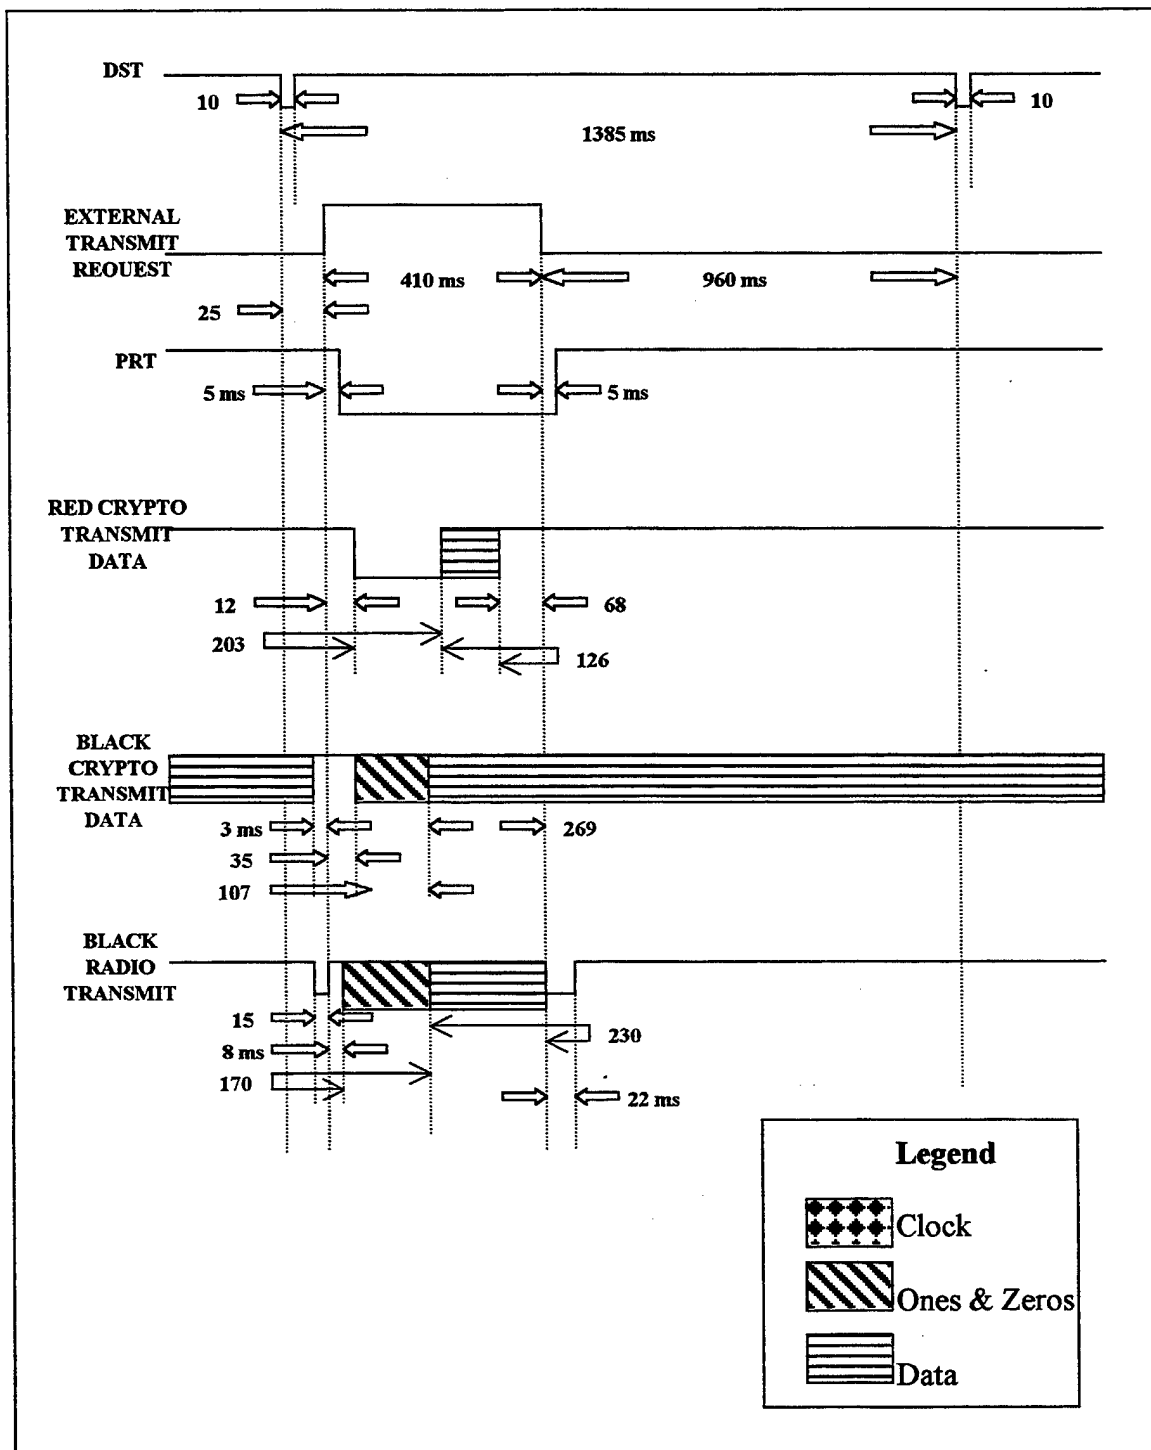 DST
10
10
1385 ms
EXTERNAL
TRANSMIT
REQUEST
410 ms
960 ms
25
PRT
5 ms
5 ms
RED CRYPTO
TRANSMIT
DATA
12
68
203
126
BLACK
CRYPTO
TRANSMIT
DATA
3 ms
269
35
107
BLACK
RADIO
TRANSMIT
15
230
8 ms
170
22 ms
Legend
Clock
Ones & Zeros
Data